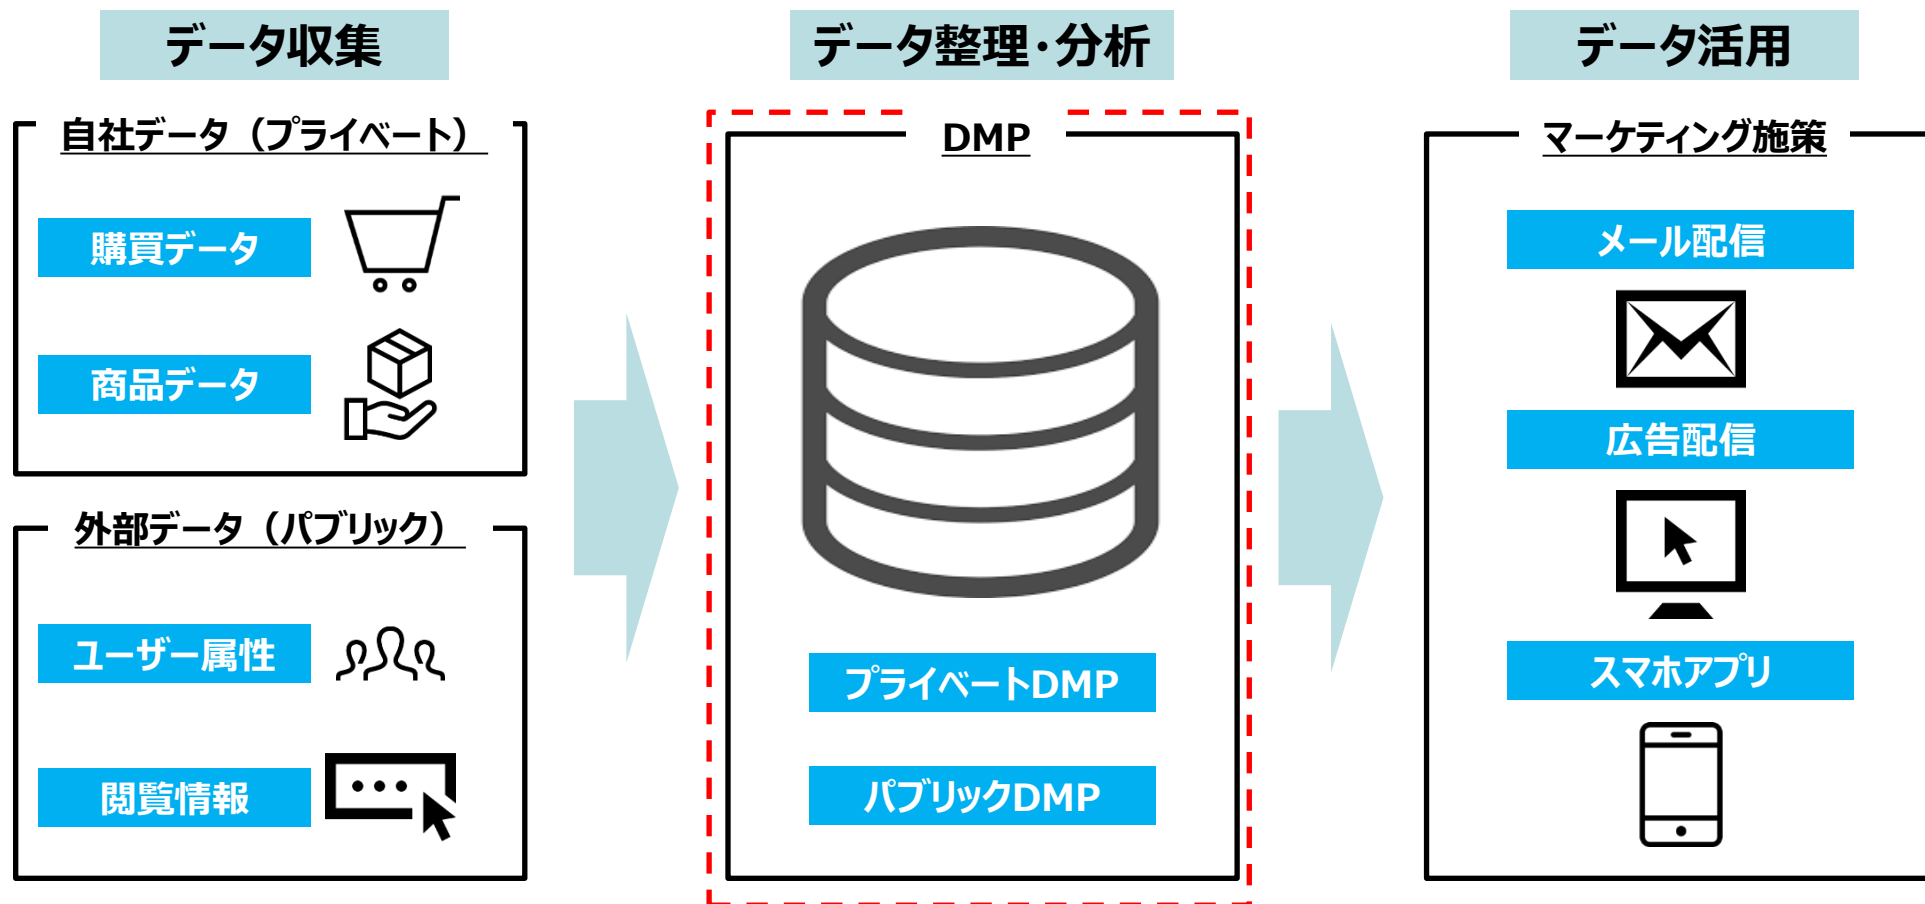 データ収集
自社データ（プライベート）
購買データ
商品データ
外部データ（パブリック）
ユーザー属性
閲覧情報
データ整理・分析
DMP
プライベートDMP
パブリックDMP
データ活用
マーケティング施策
メール配信
広告配信
スマホアプリ